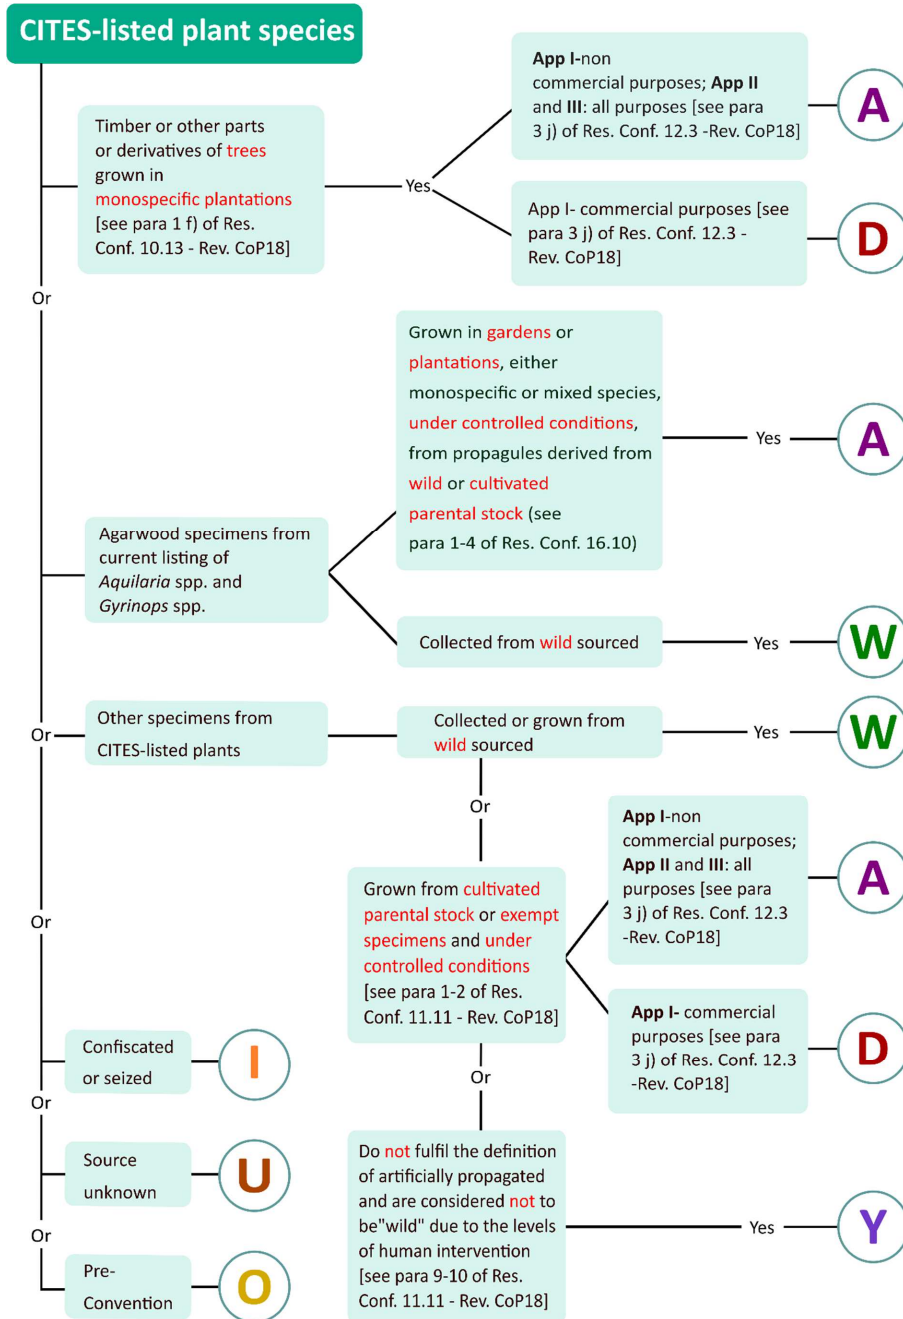 CITES-listed plant species
Timber or other parts
or derivatives of trees
grown in
monospecific plantations
[see para 1 f) of Res.
Conf. 10.13 - Rev. CoP18]
Yes
App I-non
commercial purposes; App II
and III: all purposes [see para
3 j) of Res. Conf. 12.3 -Rev. CoP18]
A
App I- commercial purposes [see
para 3 j) of Res. Conf. 12.3 -
Rev. CoP18]
D
Or
Agarwood specimens from
current listing of
Aquilaria spp. and
Gyrinops spp.
Grown in gardens or
plantations, either
monospecific or mixed species,
under controlled conditions,
from propagules derived from
wild or cultivated
parental stock (see
para 1-4 of Res. Conf. 16.10)
Yes
A
Collected from wild sourced
Yes
W
Or
Other specimens from
CITES-listed plants
Collected or grown from
wild sourced
Yes
W
Or
Grown from cultivated
parental stock or exempt
specimens and under
controlled conditions
[see para 1-2 of Res.
Conf. 11.11 - Rev. CoP18]
App I-non
commercial purposes;
App II and III: all
purposes [see para
3 j) of Res. Conf. 12.3
-Rev. CoP18]
A
App I- commercial
purposes [see para
3 j) of Res. Conf. 12.3
-Rev. CoP18]
D
Or
Do not fulfil the definition
of artificially propagated
and are considered not to
be"wild" due to the levels
of human intervention
[see para 9-10 of Res.
Conf. 11.11 - Rev. CoP18]
Yes
Y
Or
Confiscated
or seized
I
Or
Source
unknown
U
Or
Pre-
Convention
O